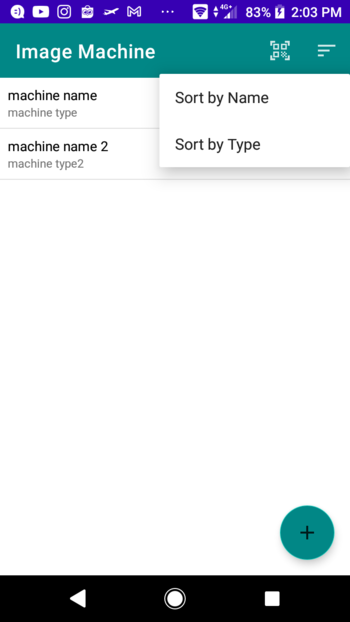 4G+ 83% 2:03 PM
Image Machine
Sort by Name
Sort by Type
machine name
machine type
machine name 2
machine type2